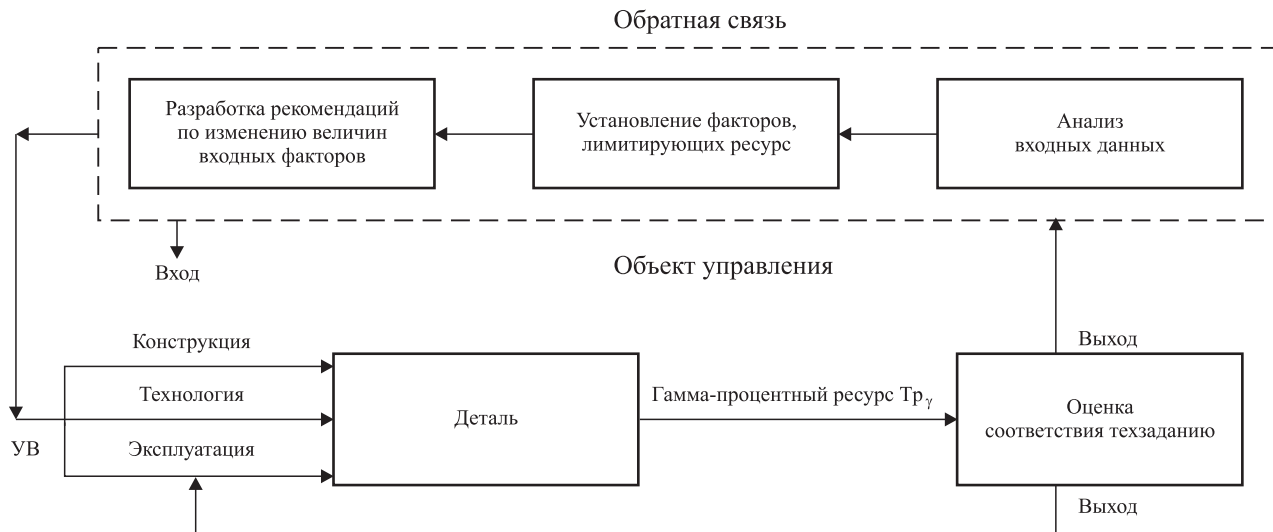 Обратная связь
Разработка рекомендаций
по изменению величин
входных факторов
Установление факторов,
лимитирующих ресурс
Анализ
входных данных
Вход
Объект управления
Выход
Конструкция
Технология
Эксплуатация
УВ
Деталь
Гамма-процентный ресурс Трγ
Оценка
соответствия техзаданию
Выход